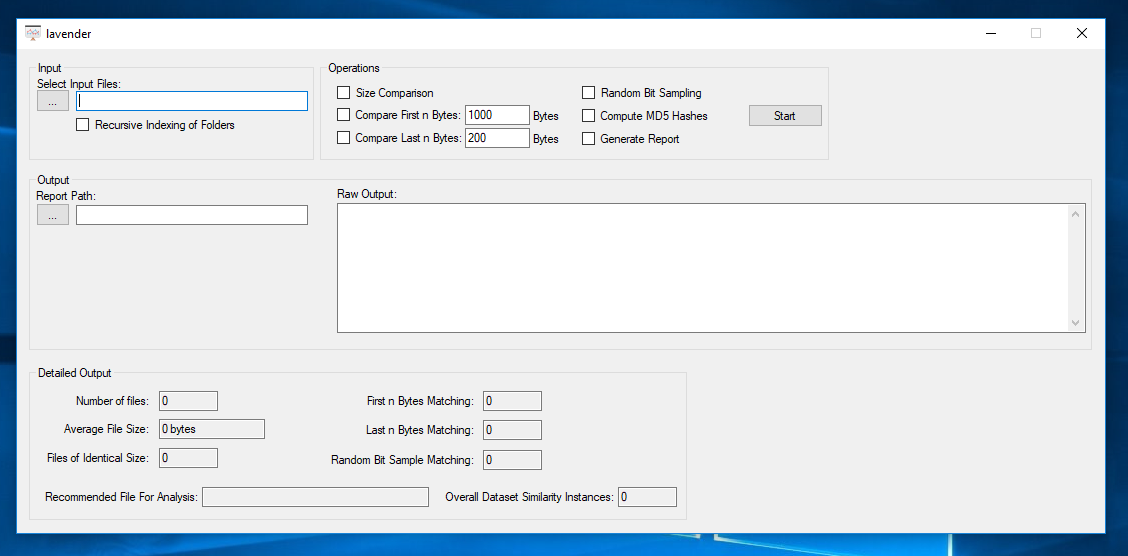 lavender
Input
Select Input Files:
...
Recursive Indexing of Folders
Operations
Size Comparison
Compare First n Bytes: 1000 Bytes
Compare Last n Bytes: 200 Bytes
Random Bit Sampling
Compute MD5 Hashes
Generate Report
Start
Output
Report Path:
...
Raw Output:
Detailed Output
Number of files: 0
Average File Size: 0 bytes
Files of Identical Size: 0
First n Bytes Matching: 0
Last n Bytes Matching: 0
Random Bit Sample Matching: 0
Recommended File For Analysis:
Overall Dataset Similarity Instances: 0